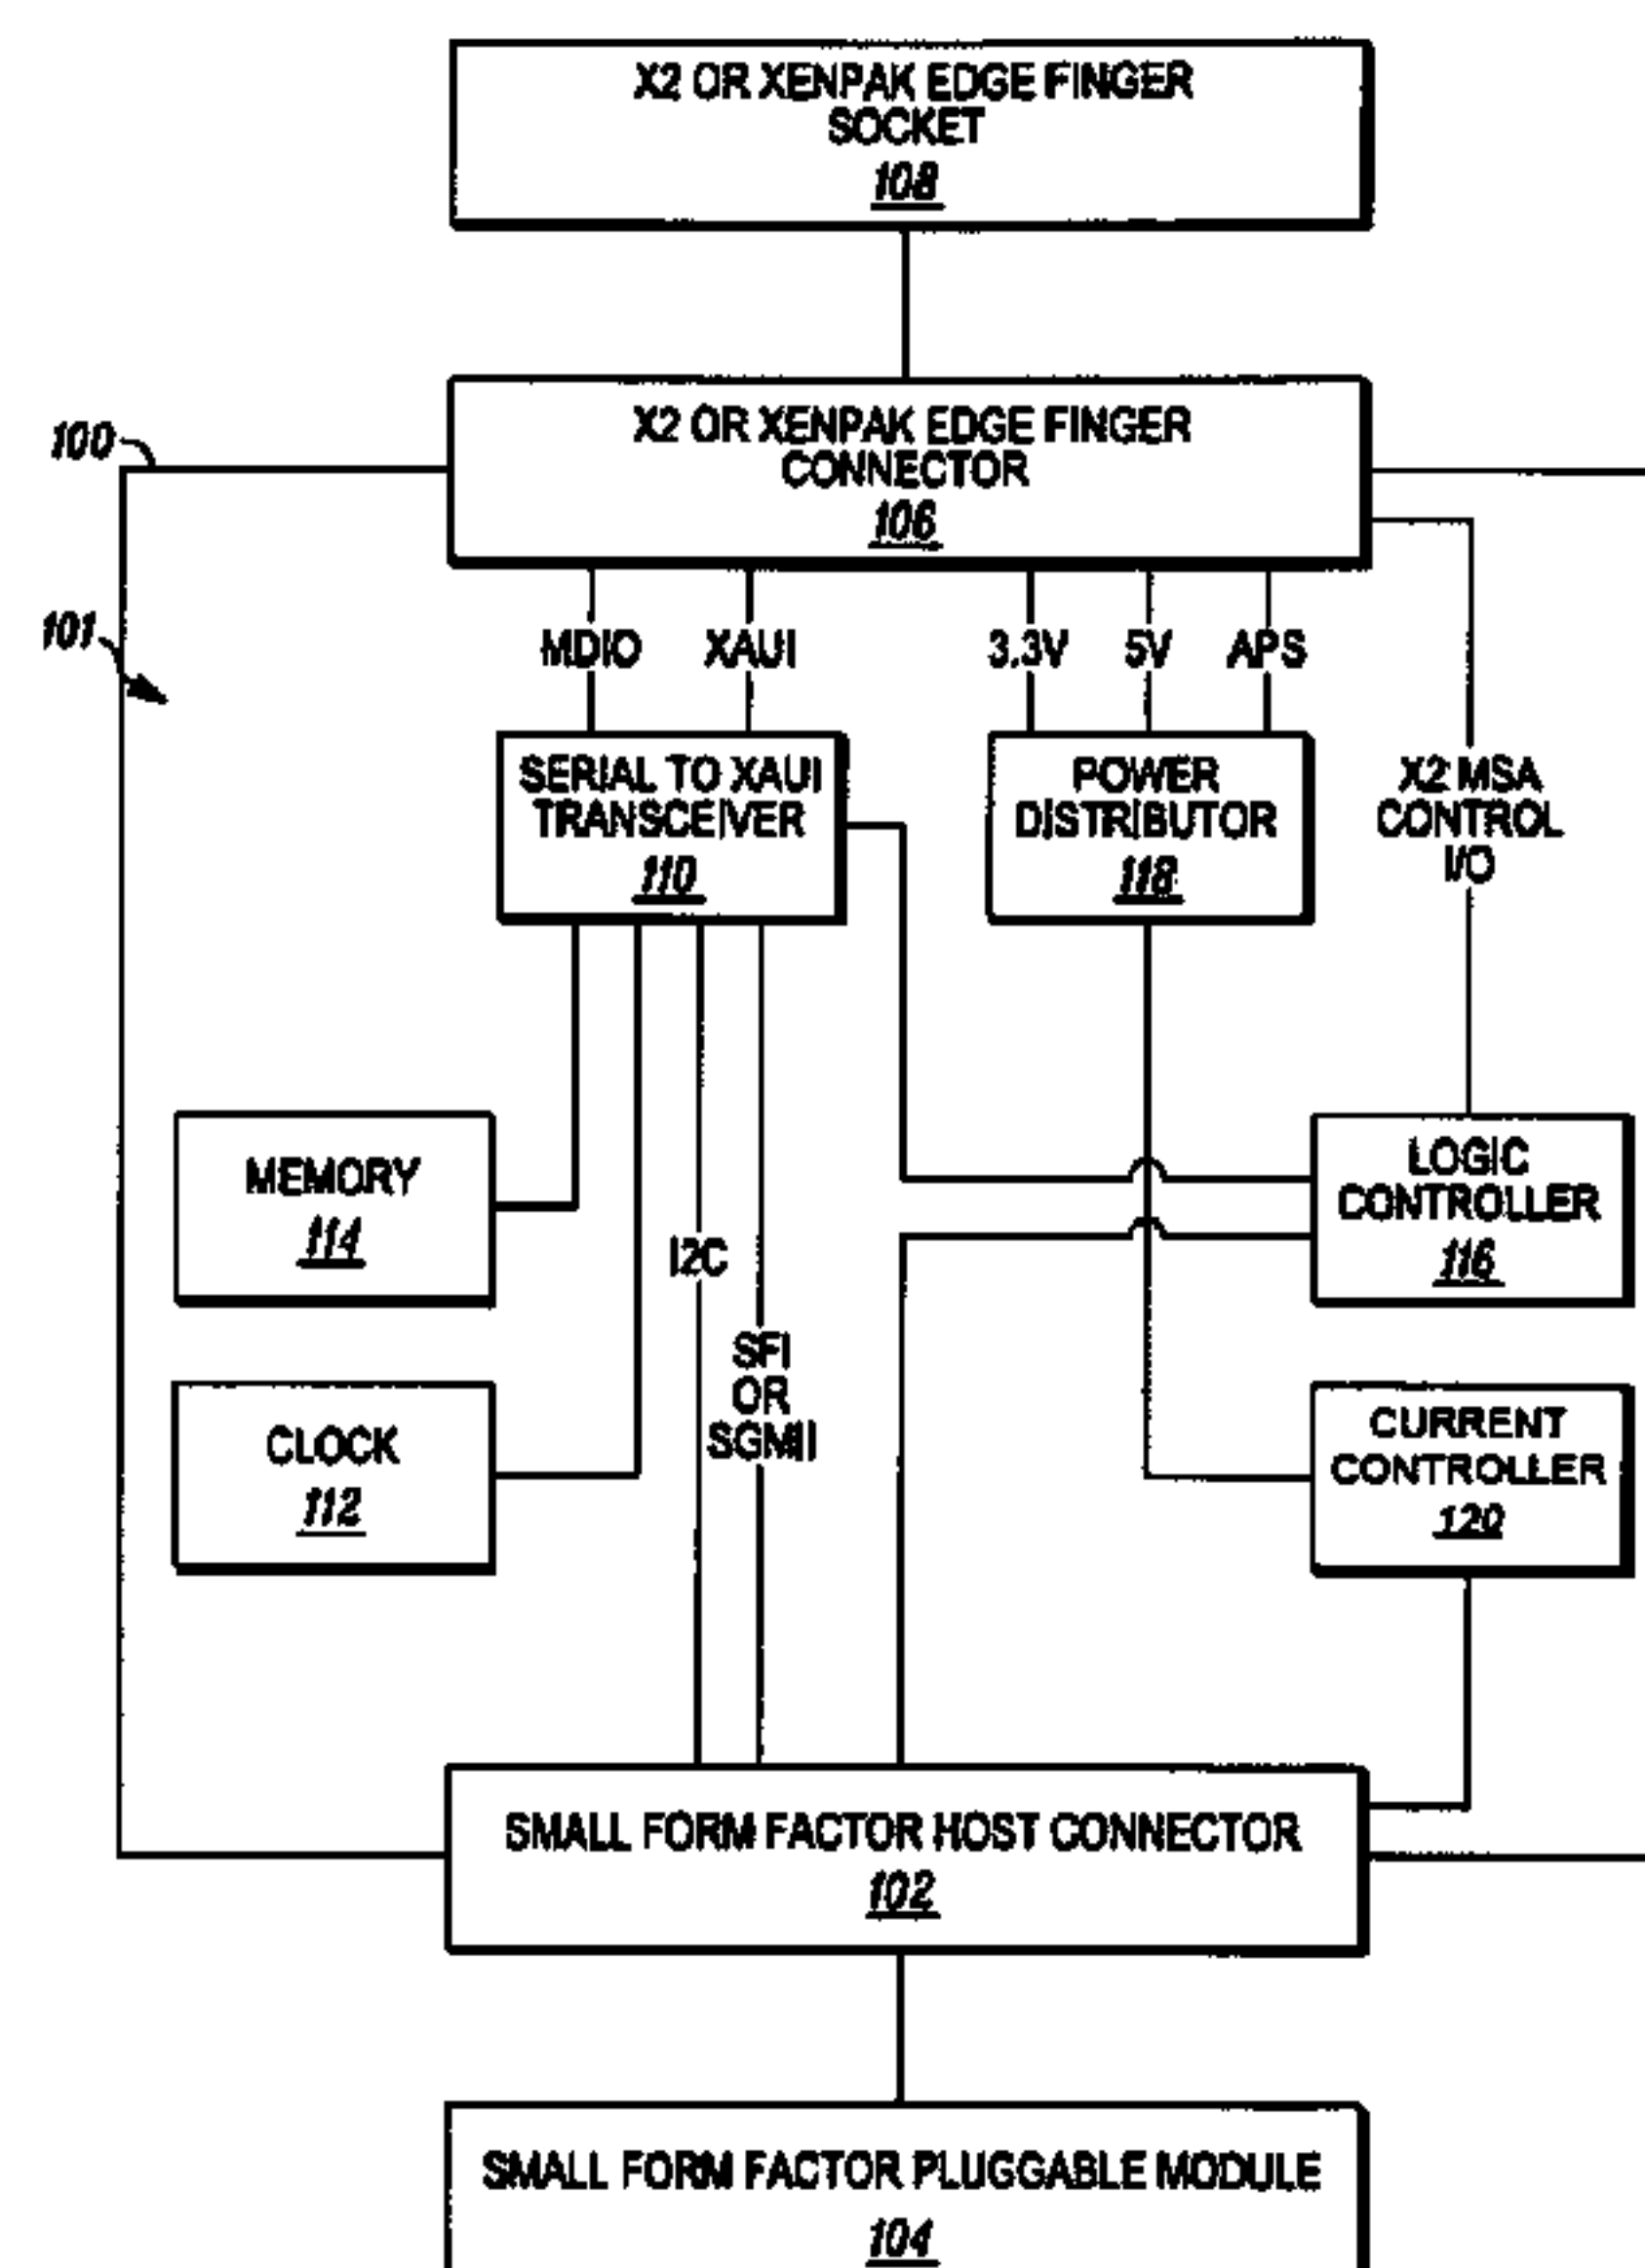 X2 OR XENPAK EDGE FINGER
SOCKET
108
X2 OR XENPAK EDGE FINGER
CONNECTOR
106
100
101
MDIO
XAUI
3.3V
5V
APS
SERIAL TO XAUI
TRANSCEIVER
110
POWER
DISTRIBUTOR
118
X2 MSA
CONTROL
I/O
MEMORY
114
LOGIC
CONTROLLER
116
I2C
SFI
OR
SGMII
CLOCK
112
CURRENT
CONTROLLER
120
SMALL FORM FACTOR HOST CONNECTOR
102
SMALL FORM FACTOR PLUGGABLE MODULE
104